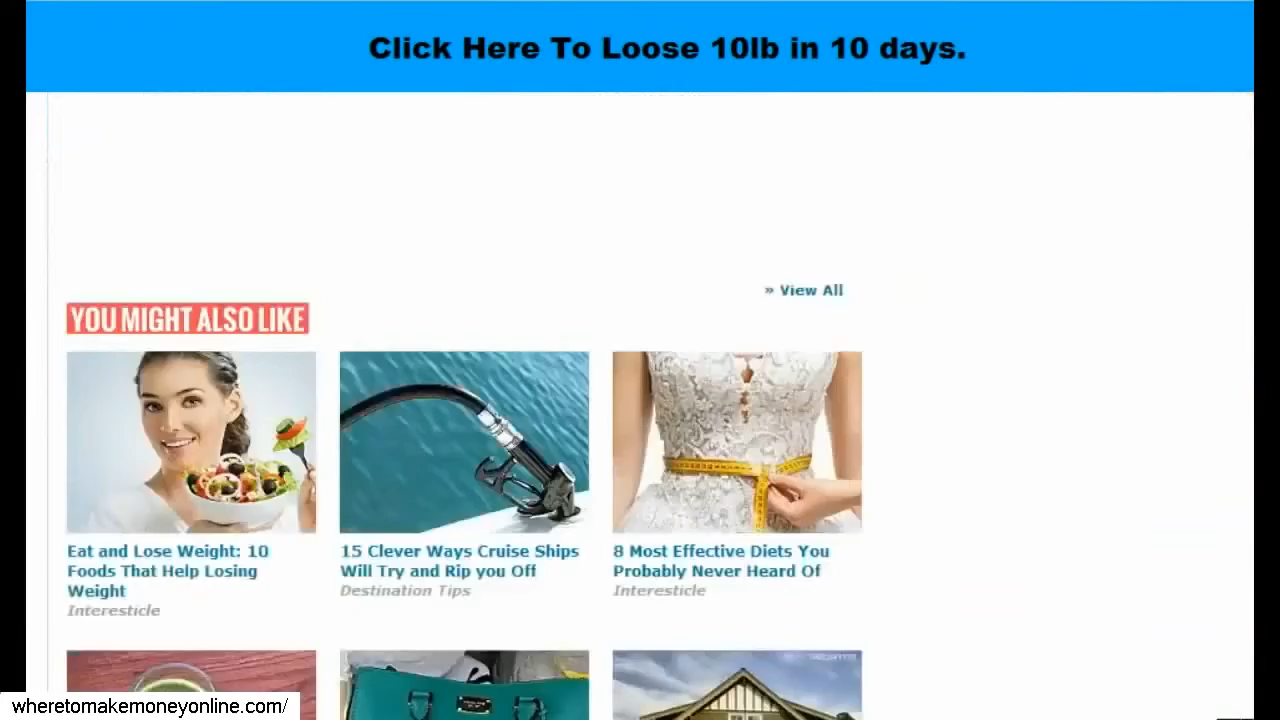 Click Here To Loose 10lb in 10 days.
» View All
YOU MIGHT ALSO LIKE
Eat and Lose Weight: 10
Foods That Help Losing
Weight
Interesticle
15 Clever Ways Cruise Ships
Will Try and Rip you Off
Destination Tips
8 Most Effective Diets You
Probably Never Heard Of
Interesticle
wheretomakemoneyonline.com/